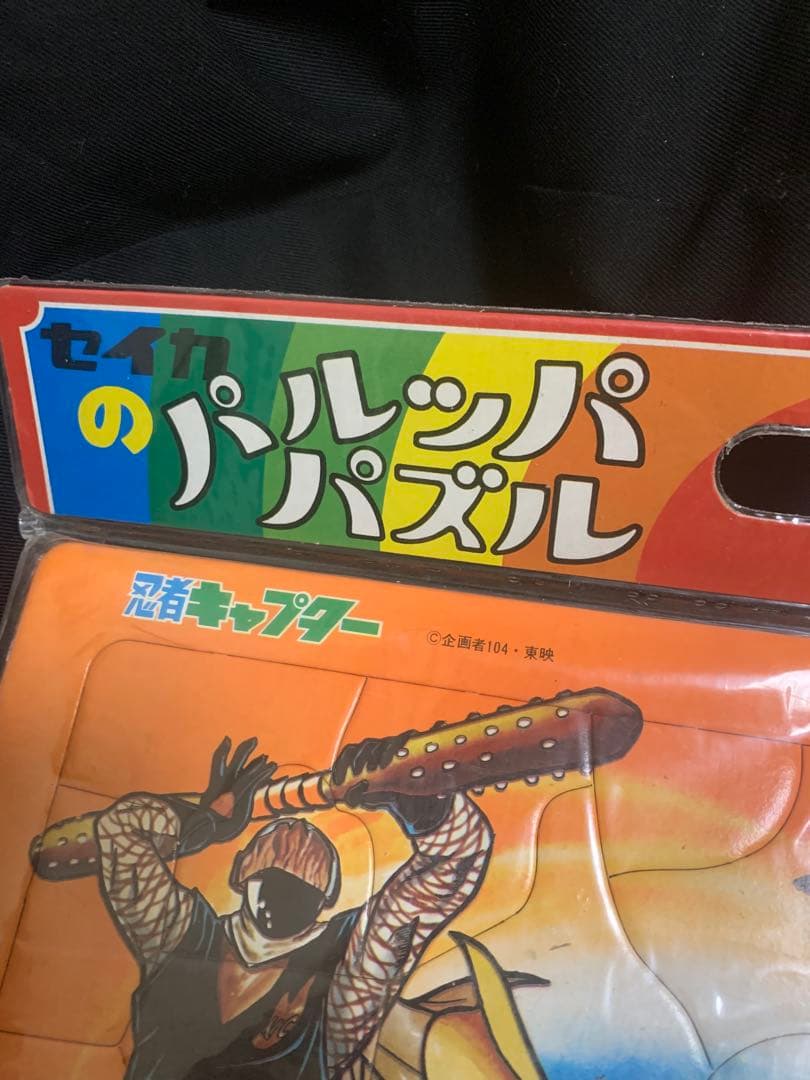 セイカ
の
パルッパ
パズル
忍者キャプター
©企画者104・東映